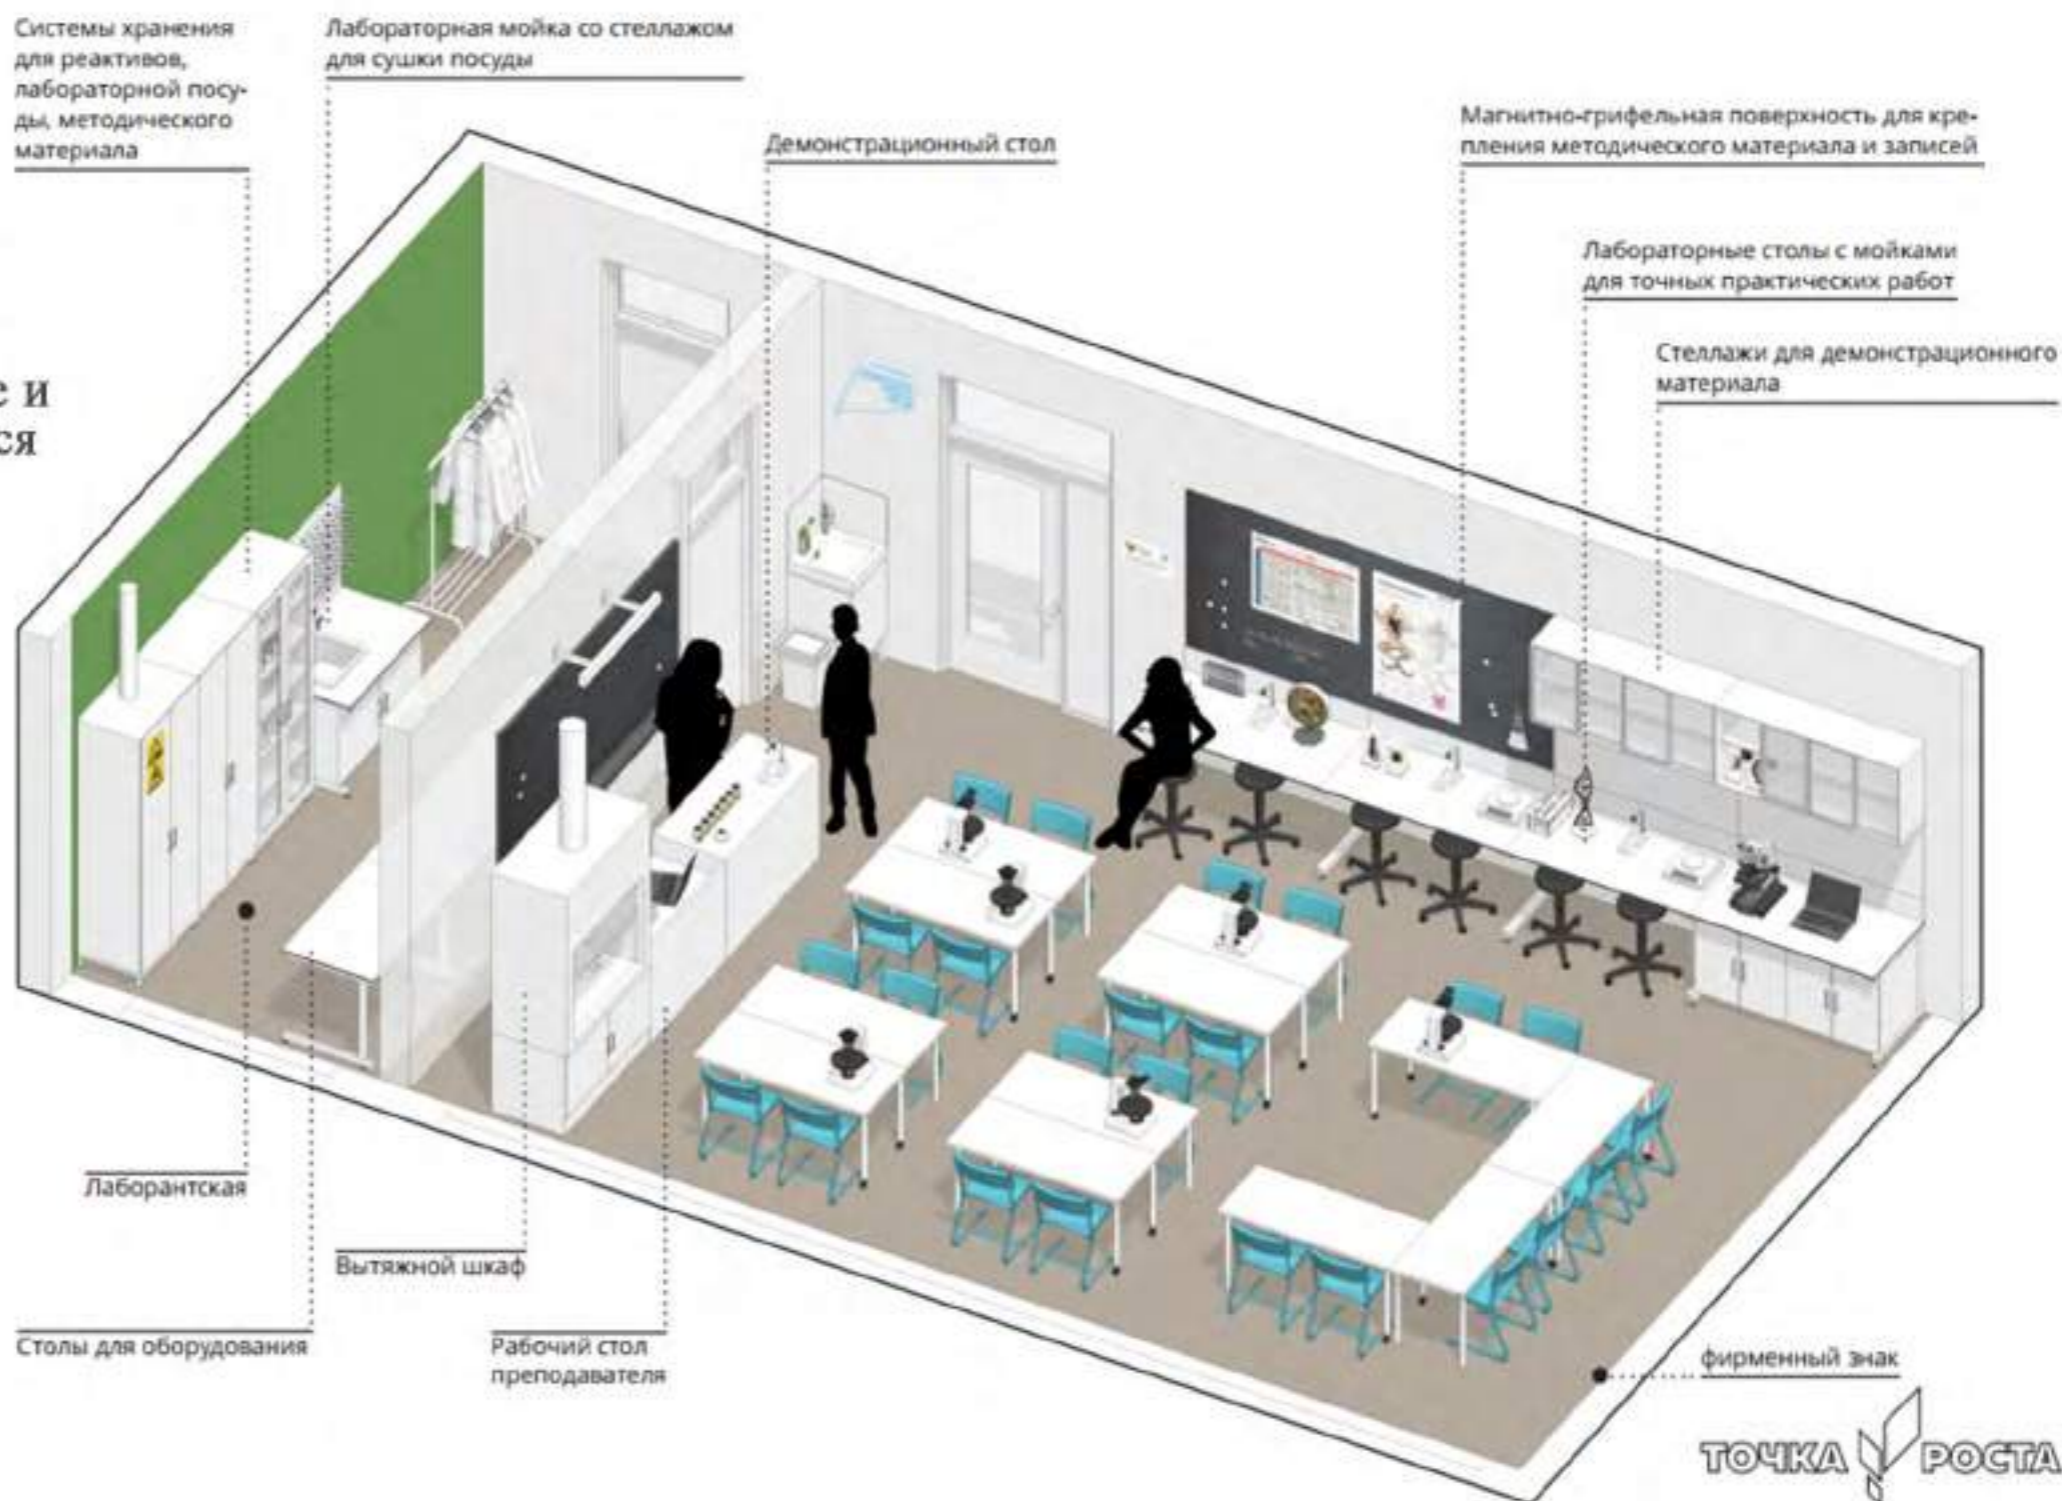 Системы хранения
для реактивов,
лабораторной посу-
ды, методического
материала
Лабораторная мойка со стеллажом
для сушки посуды
Демонстрационный стол
Магнитно-грифельная поверхность для кре-
пления методического материала и записей
Лабораторные столы с мойками
для точных практических работ
Стеллажи для демонстрационного
материала
е и
ся
Лаборантская
Вытяжной шкаф
Столы для оборудования
Рабочий стол
преподавателя
фирменный знак
ТОЧКА РОСТА